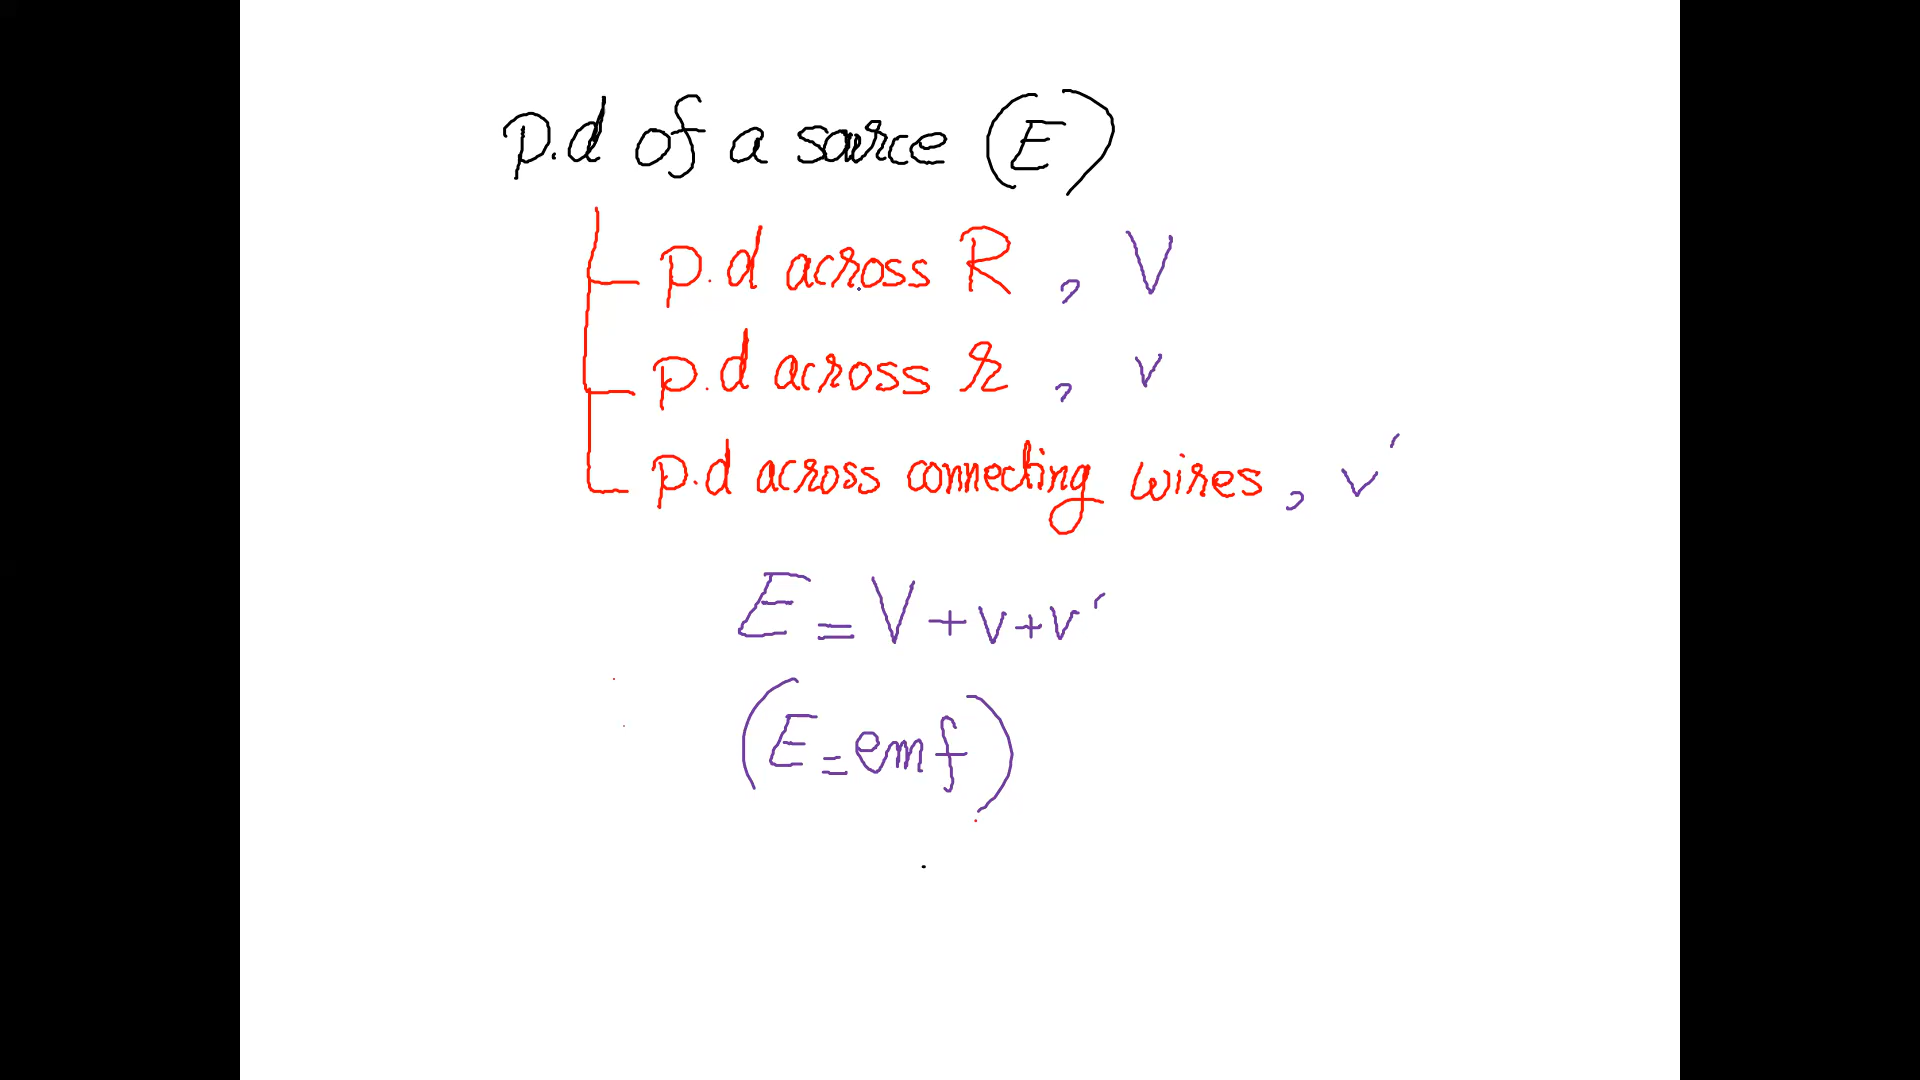 p.d of a source (E)
p.d across R , V
p.d across r , v
p.d across connecting wires , v'
E = V + v + v'
(E = emf)